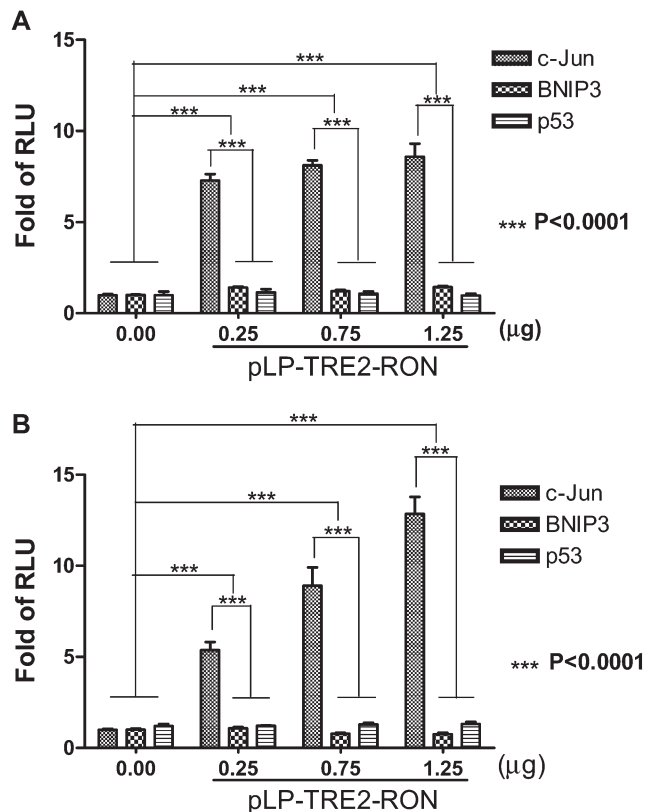 A
15
10
5
0
Fold of RLU
***
***
***
***
***
***
c-Jun
BNIP3
p53
*** P<0.0001
0.00 0.25 0.75 1.25 (μg)
pLP-TRE2-RON
B
15
10
5
0
Fold of RLU
***
***
***
***
***
***
c-Jun
BNIP3
p53
*** P<0.0001
0.00 0.25 0.75 1.25 (μg)
pLP-TRE2-RON